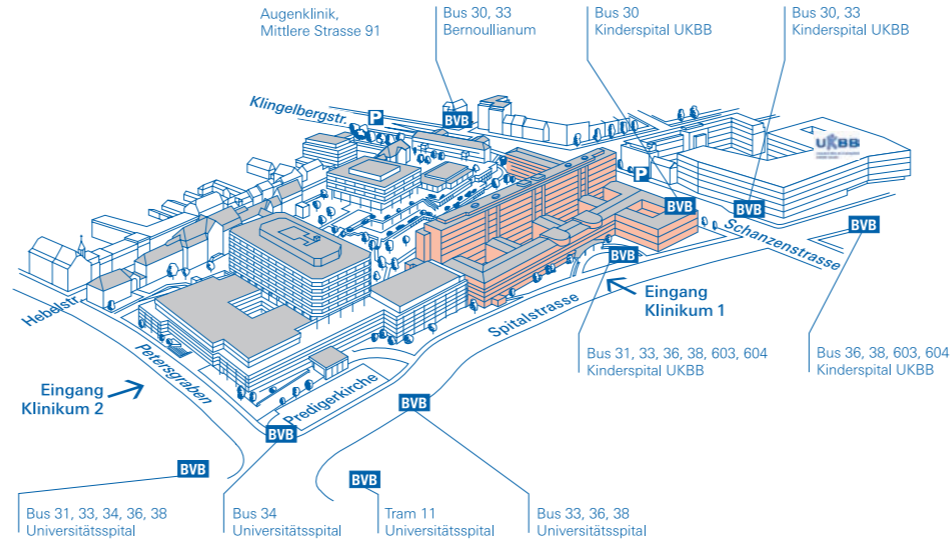 Augenklinik,
Mittlere Strasse 91
Bus 30, 33
Bernoullianum
Bus 30
Kinderspital UKBB
Bus 30, 33
Kinderspital UKBB
Klingelbergstr.
P
BVB
UKBB
P
BVB
BVB
BVB
Schanzenstrasse
BVB
Eingang
Klinikum 1
Spitalstrasse
Hebelstr.
Petersgraben
Eingang
Klinikum 2
Predigerkirche
Bus 31, 33, 36, 38, 603, 604
Kinderspital UKBB
Bus 36, 38, 603, 604
Kinderspital UKBB
BVB
BVB
BVB
BVB
Bus 31, 33, 34, 36, 38
Universitätsspital
Bus 34
Universitätsspital
Tram 11
Universitätsspital
Bus 33, 36, 38
Universitätsspital